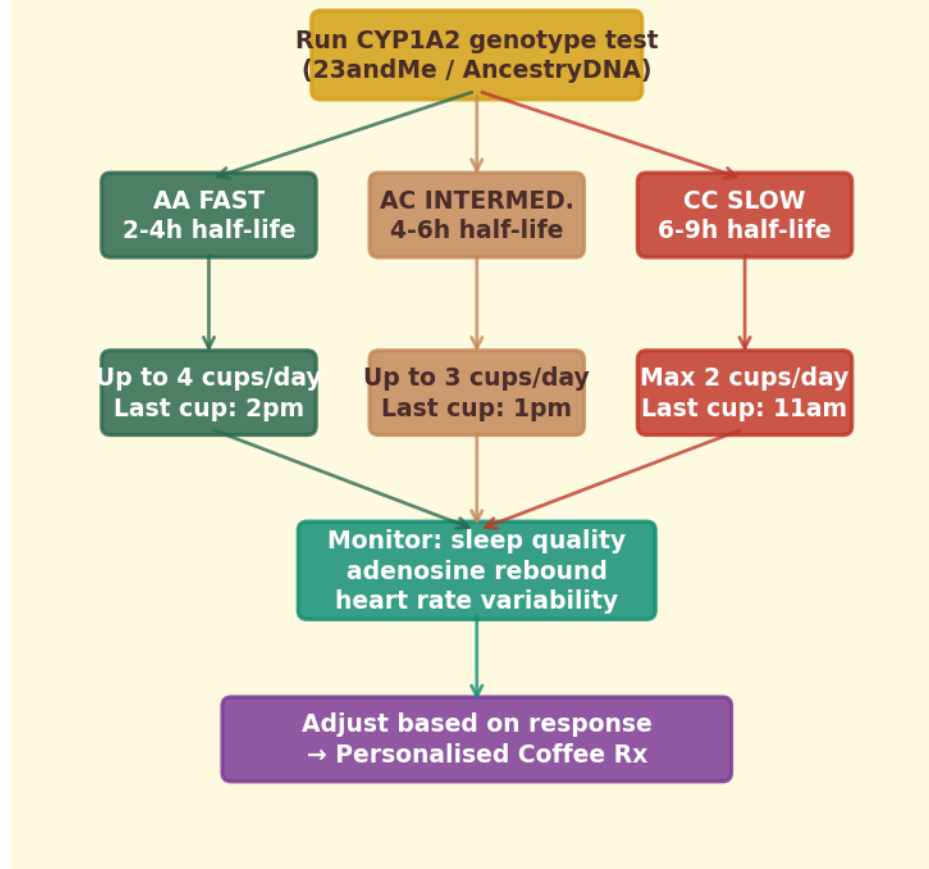 Run CYP1A2 genotype test
(23andMe / AncestryDNA)
AA FAST
2-4h half-life
AC INTERMED.
4-6h half-life
CC SLOW
6-9h half-life
Up to 4 cups/day
Last cup: 2pm
Up to 3 cups/day
Last cup: 1pm
Max 2 cups/day
Last cup: 11am
Monitor: sleep quality
adenosine rebound
heart rate variability
Adjust based on response
→ Personalised Coffee Rx